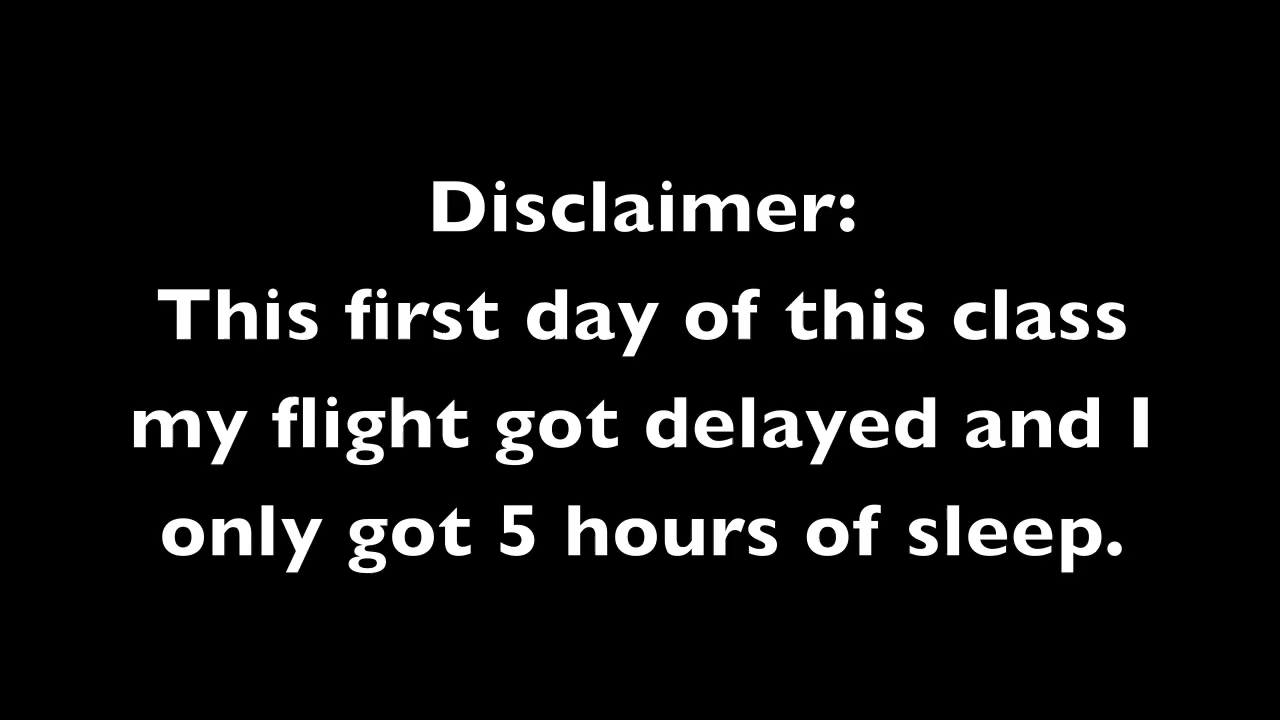 Disclaimer:
This first day of this class
my flight got delayed and I
only got 5 hours of sleep.